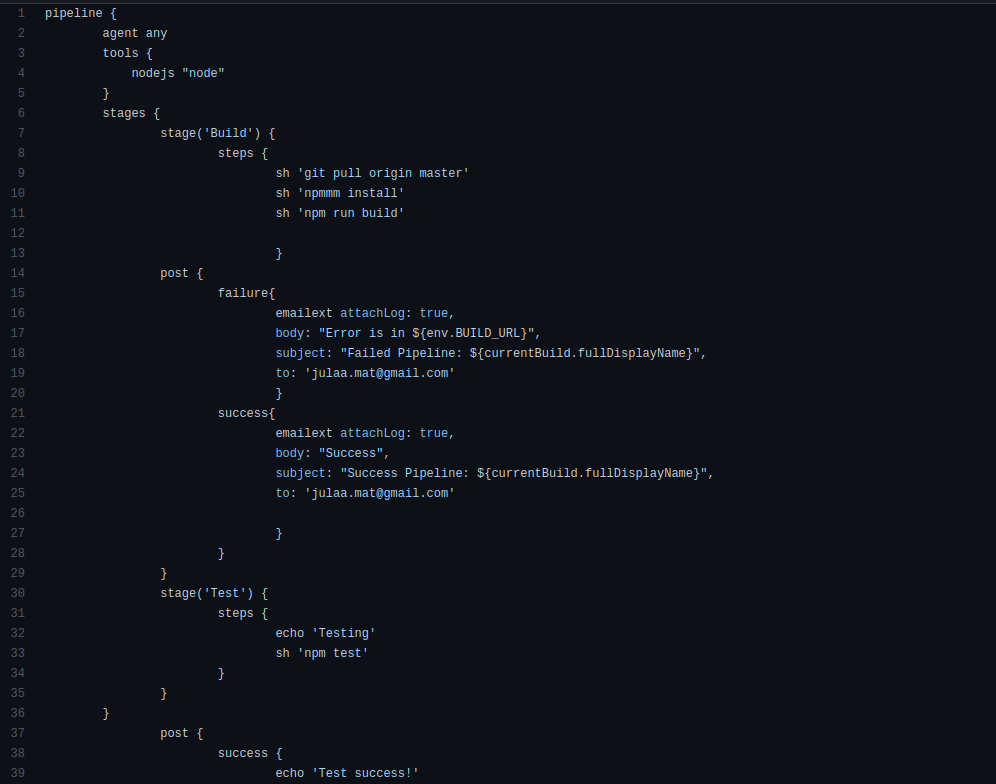 1 pipeline {
2 agent any
3 tools {
4 nodejs "node"
5 }
6 stages {
7 stage('Build') {
8 steps {
9 sh 'git pull origin master'
10 sh 'npmmm install'
11 sh 'npm run build'
12
13 }
14 post {
15 failure{
16 emailext attachLog: true,
17 body: "Error is in ${env.BUILD_URL}",
18 subject: "Failed Pipeline: ${currentBuild.fullDisplayName}",
19 to: 'julaa.mat@gmail.com'
20 }
21 success{
22 emailext attachLog: true,
23 body: "Success",
24 subject: "Success Pipeline: ${currentBuild.fullDisplayName}",
25 to: 'julaa.mat@gmail.com'
26
27 }
28 }
29 }
30 stage('Test') {
31 steps {
32 echo 'Testing'
33 sh 'npm test'
34 }
35 }
36 }
37 post {
38 success {
39 echo 'Test success!'